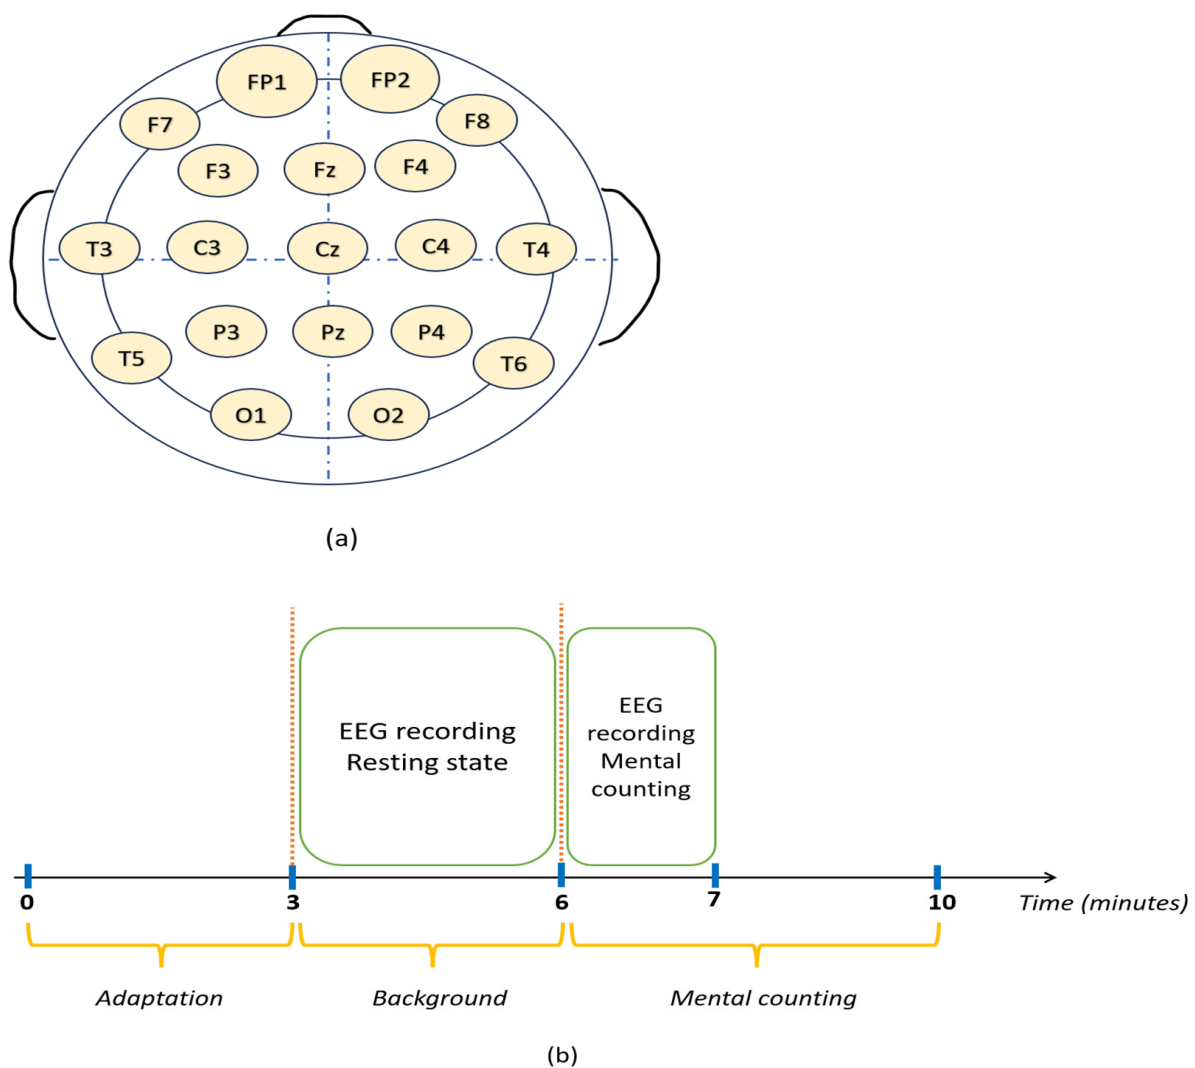 FP1 FP2
F7 F8
F3 Fz F4
T3 C3 Cz C4 T4
P3 Pz P4
T5 T6
O1 O2
(a)
EEG recording
Resting state
EEG
recording
Mental
counting
0 3 6 7 10 Time (minutes)
Adaptation Background Mental counting
(b)